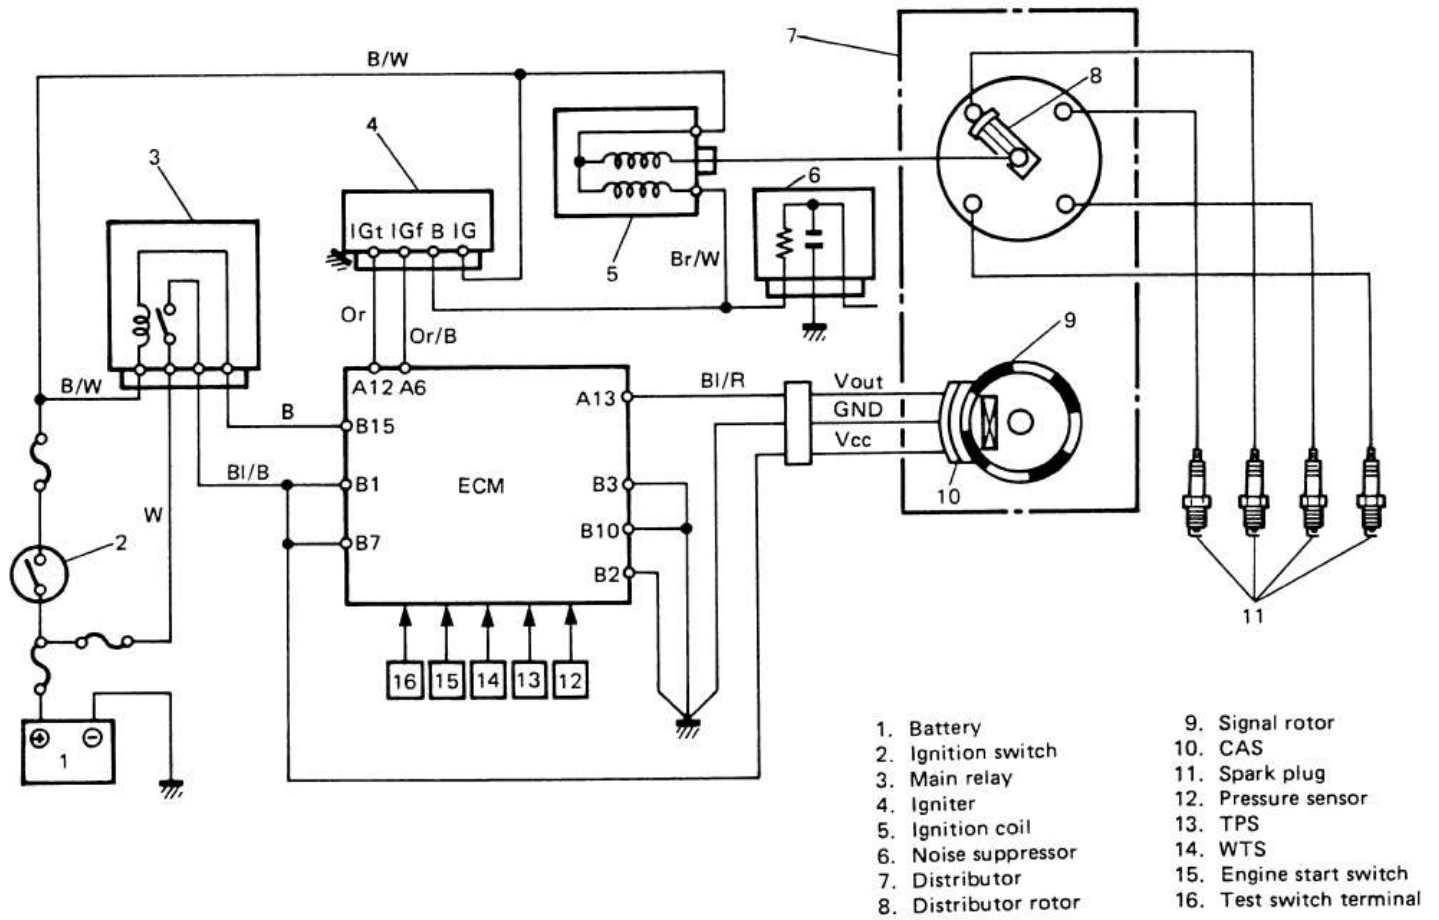 7
8
B/W
4
3
6
IGt IGf B IG
5
Br/W
Or
Or/B
9
B/W
A12 A6
Bl/R
Vout
A13
GND
B
B15
Vcc
Bl/B
B1
ECM
B3
10
W
B10
2
B7
B2
11
16 15 14 13 12
1
1. Battery
2. Ignition switch
3. Main relay
4. Igniter
5. Ignition coil
6. Noise suppressor
7. Distributor
8. Distributor rotor
9. Signal rotor
10. CAS
11. Spark plug
12. Pressure sensor
13. TPS
14. WTS
15. Engine start switch
16. Test switch terminal